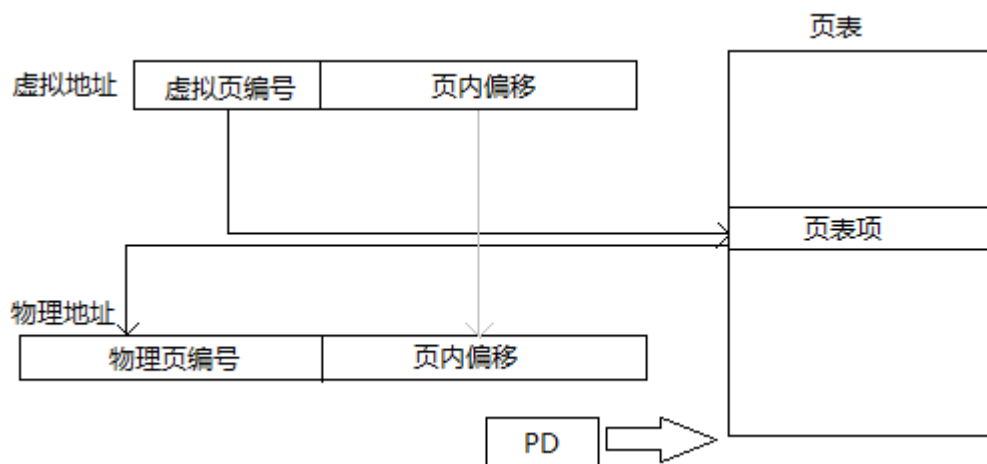 页表
虚拟地址
虚拟页编号
页内偏移
页表项
物理地址
物理页编号
页内偏移
PD